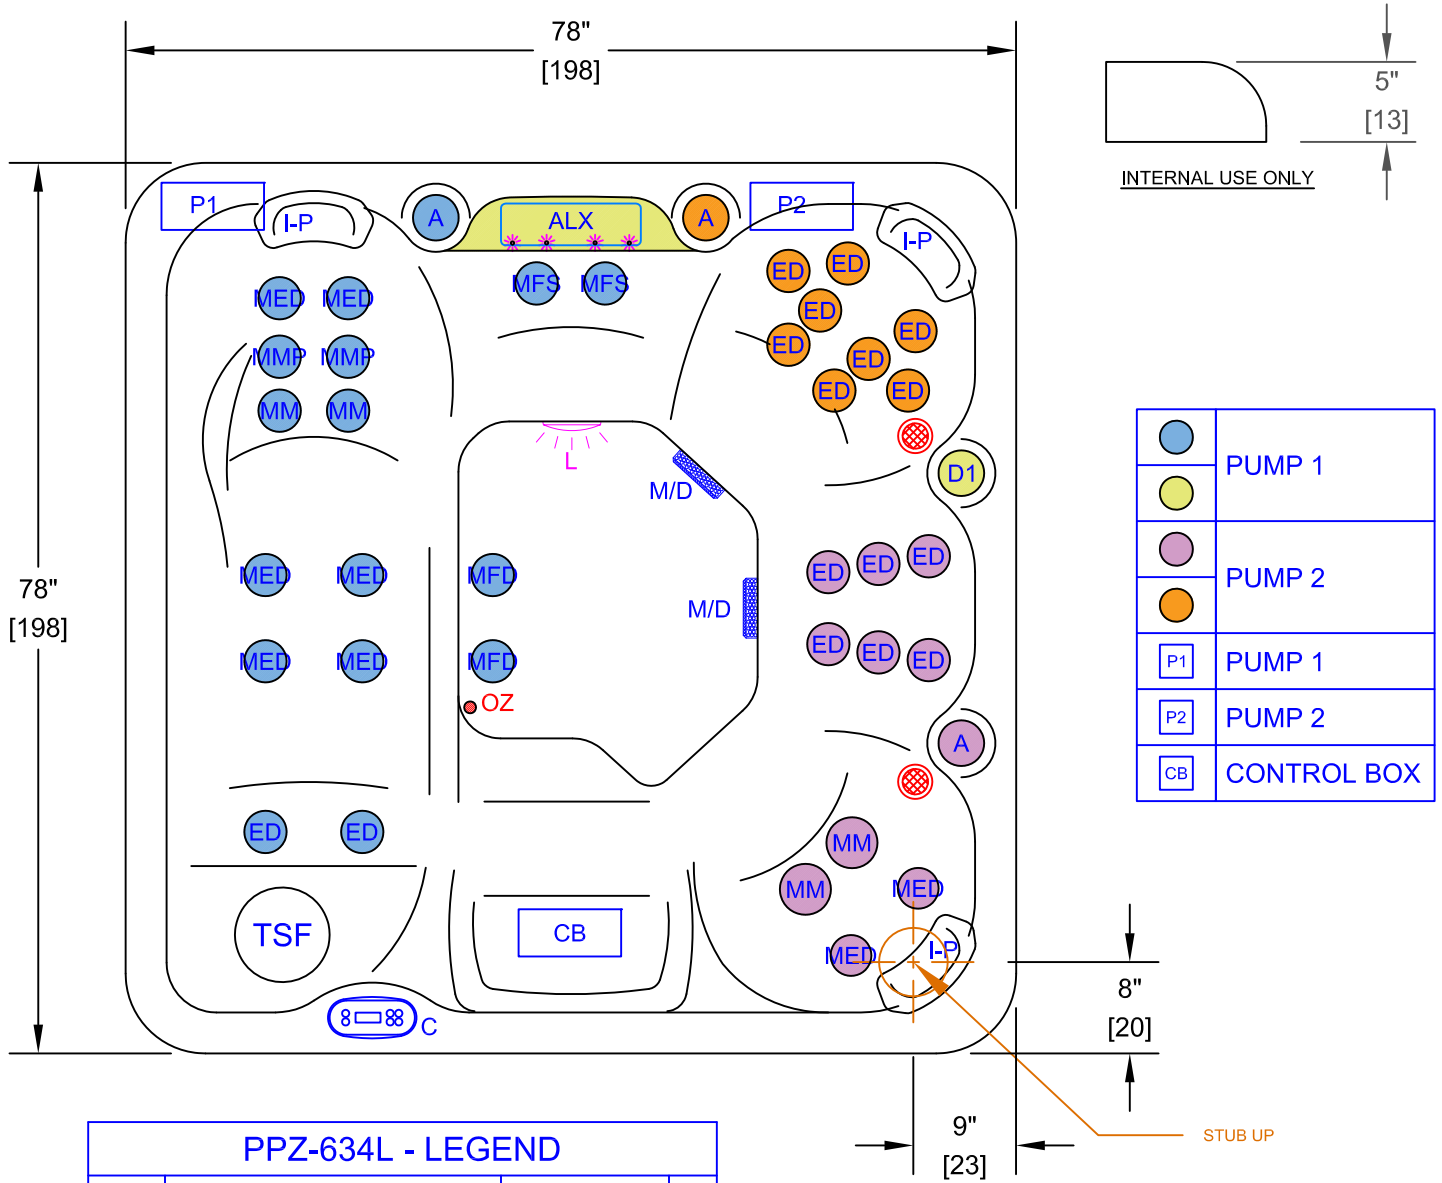 78"
[198]
5"
[13]
INTERNAL USE ONLY
P1
I-P
A
ALX
A
P2
I-P
MFS
MFS
ED
ED
MED
MED
ED
ED
MMP
MMP
ED
ED
MM
MM
ED
ED
L
M/D
D1
PUMP 1
78"
[198]
MED
MED
MFD
ED
ED
ED
M/D
PUMP 2
MED
MED
MFD
ED
ED
ED
P1
PUMP 1
OZ
P2
PUMP 2
A
CB
CONTROL BOX
ED
ED
MM
MM
MED
TSF
CB
MED
I-P
C
8"
[20]
9"
[23]
STUB UP
PPZ-634L - LEGEND